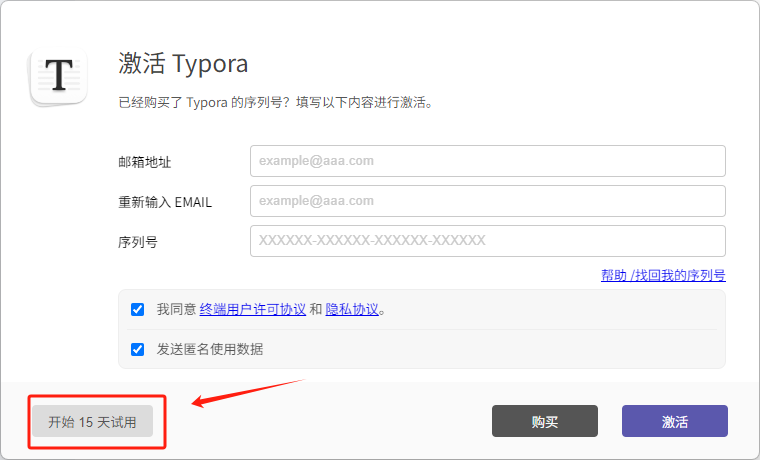 T
激活 Typora
已经购买了 Typora 的序列号？填写以下内容进行激活。
邮箱地址 example@aaa.com
重新输入 EMAIL example@aaa.com
序列号 XXXXXX-XXXXXX-XXXXXX-XXXXXX
帮助 /找回我的序列号
我同意 终端用户许可协议 和 隐私协议。
发送匿名使用数据
开始 15 天试用 购买 激活